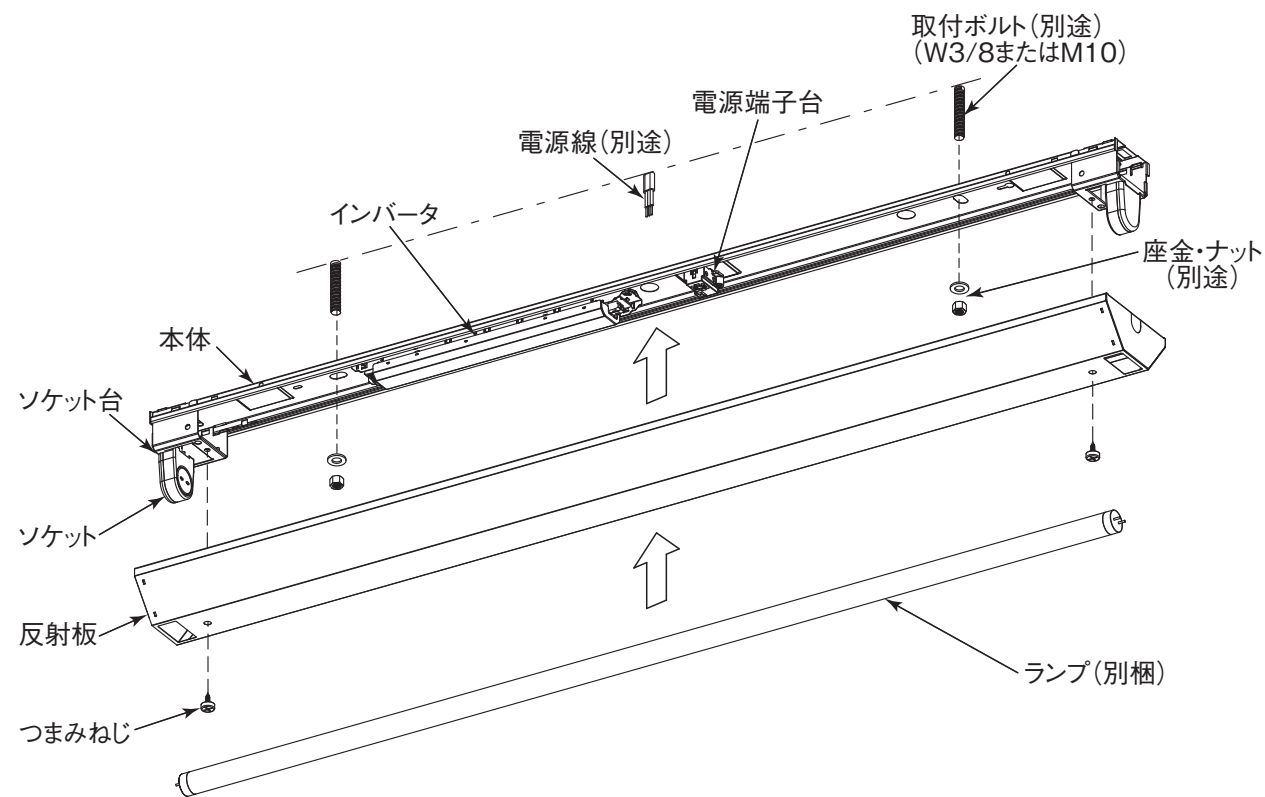 取付ボルト(別途)
(W3/8またはM10)
電源端子台
電源線(別途)
インバータ
座金・ナット
(別途)
本体
ソケット台
ソケット
反射板
ランプ(別梱)
つまみねじ